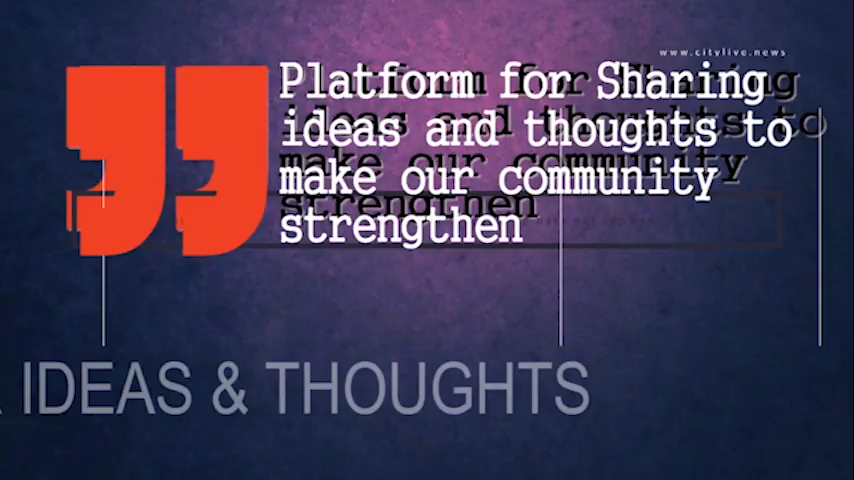 www.citylive.news
Platform for Sharing
ideas and thoughts to
make our community
strengthen
IDEAS & THOUGHTS